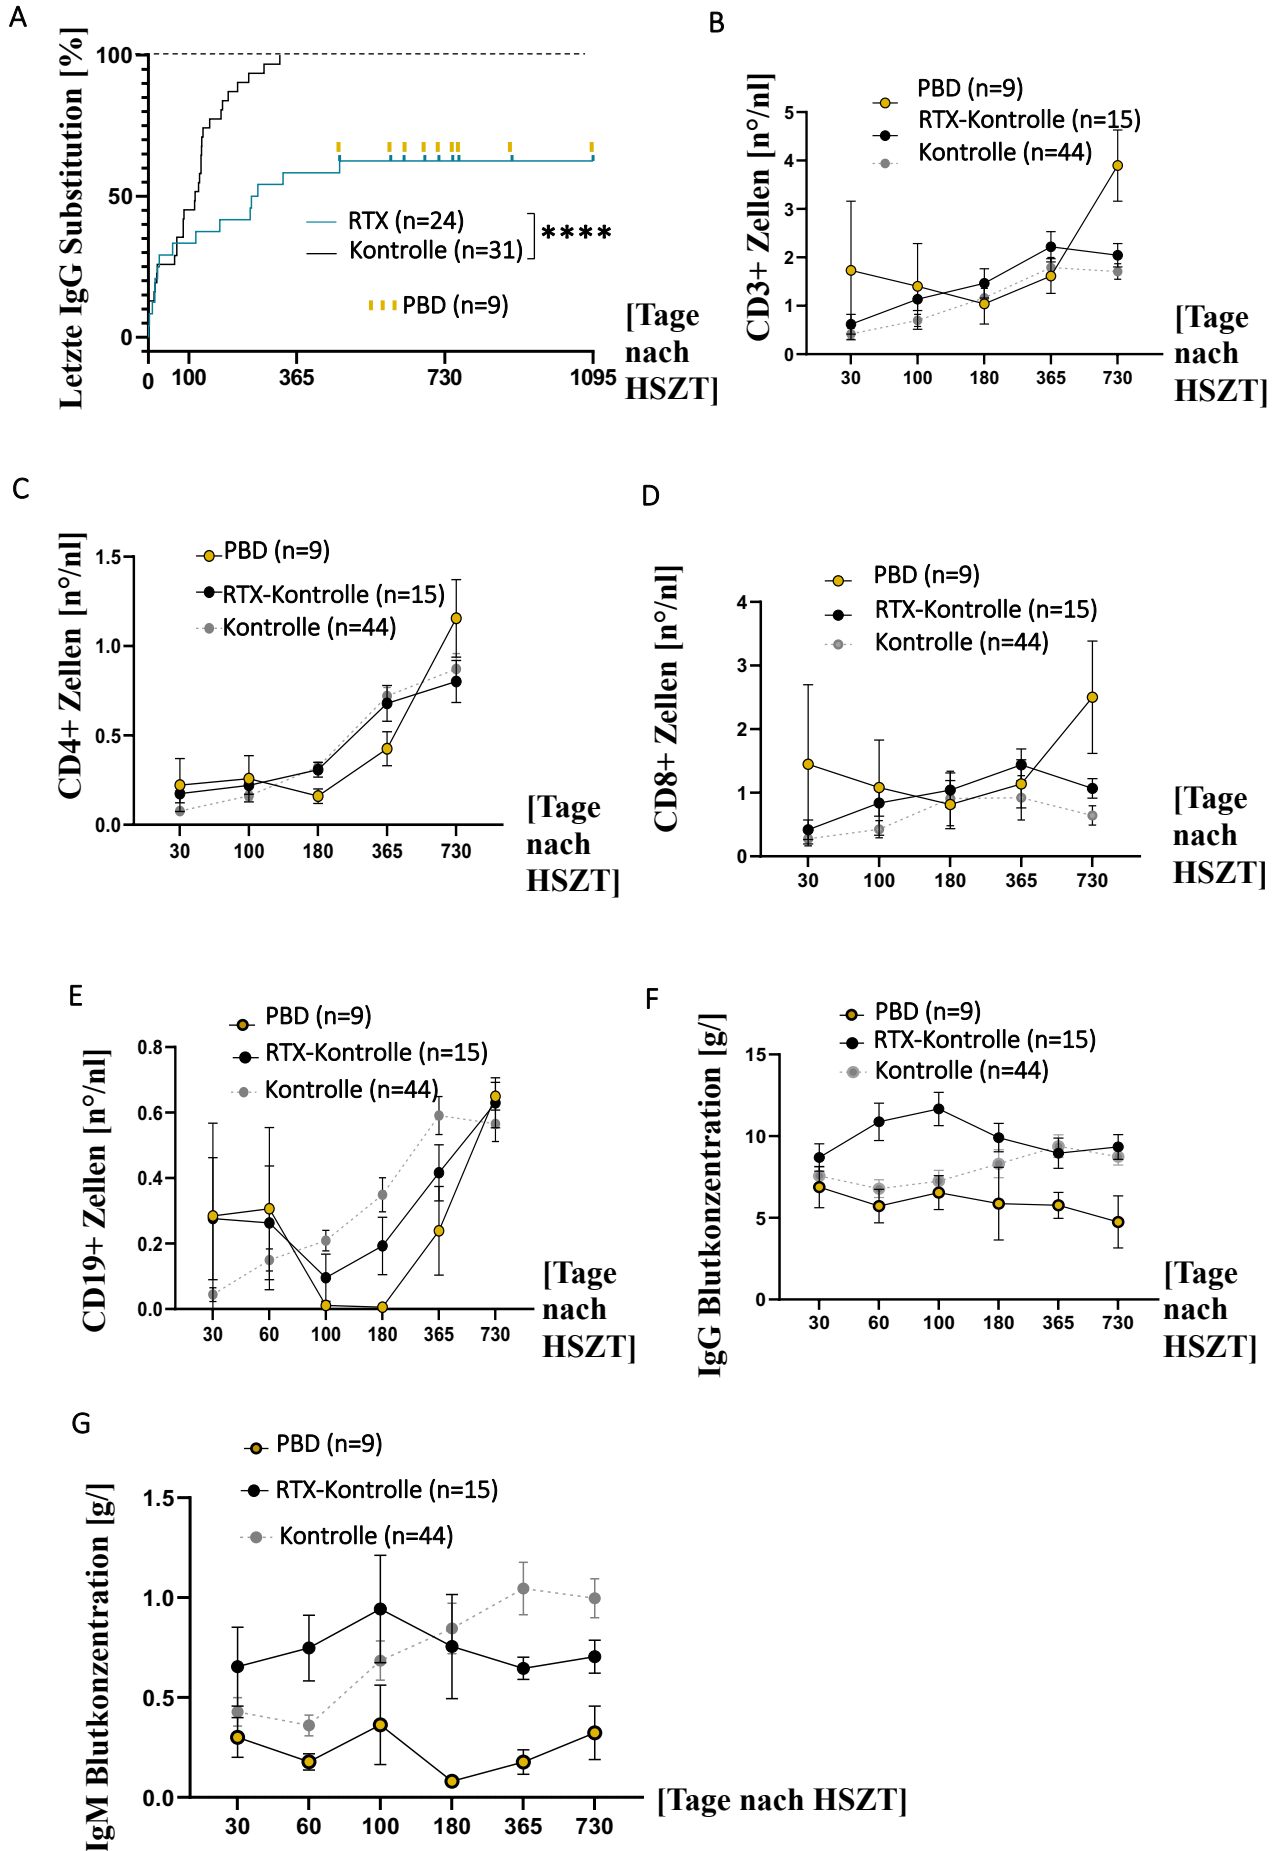 A
Letzte IgG Substitution [%]
100
50
0
RTX (n=24)
Kontrolle (n=31)
****
PBD (n=9)
0 100 365 730 1095
[Tage
nach
HSZT]
B
CD3+ Zellen [n°/nl]
PBD (n=9)
RTX-Kontrolle (n=15)
Kontrolle (n=44)
5
4
3
2
1
0
30 100 180 365 730
[Tage
nach
HSZT]
C
CD4+ Zellen [n°/nl]
PBD (n=9)
RTX-Kontrolle (n=15)
Kontrolle (n=44)
1.5
1.0
0.5
0.0
30 100 180 365 730
[Tage
nach
HSZT]
D
CD8+ Zellen [n°/nl]
PBD (n=9)
RTX-Kontrolle (n=15)
Kontrolle (n=44)
4
3
2
1
0
30 100 180 365 730
[Tage
nach
HSZT]
E
CD19+ Zellen [n°/nl]
PBD (n=9)
RTX-Kontrolle (n=15)
Kontrolle (n=44)
0.8
0.6
0.4
0.2
0.0
30 60 100 180 365 730
[Tage
nach
HSZT]
F
IgG Blutkonzentration [g/]
PBD (n=9)
RTX-Kontrolle (n=15)
Kontrolle (n=44)
15
10
5
0
30 60 100 180 365 730
[Tage
nach
HSZT]
G
IgM Blutkonzentration [g/]
PBD (n=9)
RTX-Kontrolle (n=15)
Kontrolle (n=44)
1.5
1.0
0.5
0.0
30 60 100 180 365 730
[Tage nach HSZT]